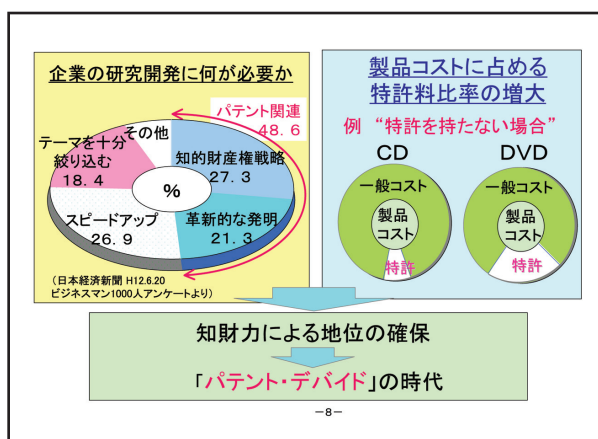 企業の研究開発に何が必要か
パテント関連
48.6
その他
テーマを十分
絞り込む
18.4
知的財産権戦略
27.3
%
スピードアップ
26.9
革新的な発明
21.3
(日本経済新聞 H12.6.20
ビジネスマン1000人アンケートより)
製品コストに占める
特許料比率の増大
例 “特許を持たない場合”
CD
DVD
一般コスト
製品
コスト
特許
一般コスト
製品
コスト
特許
知財力による地位の確保
「パテント・デバイド」の時代
-8-